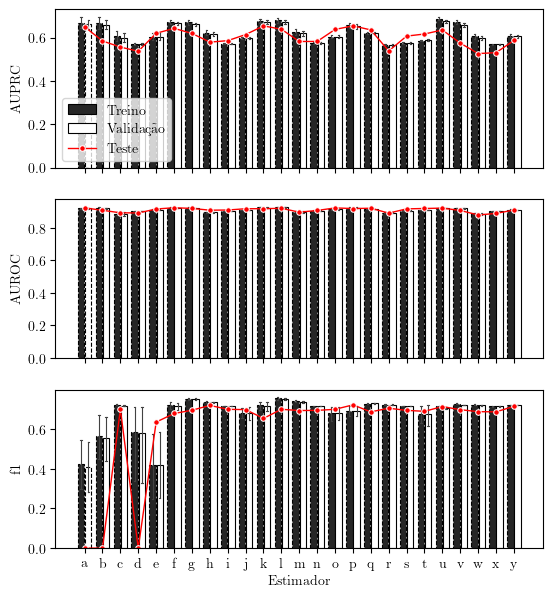 AUPRC
0.6
0.4
0.2
0.0
Treino
Validação
Teste
AUROC
0.8
0.6
0.4
0.2
0.0
f1
0.6
0.4
0.2
0.0
a b c d e f g h i j k l m n o p q r s t u v w x y
Estimador